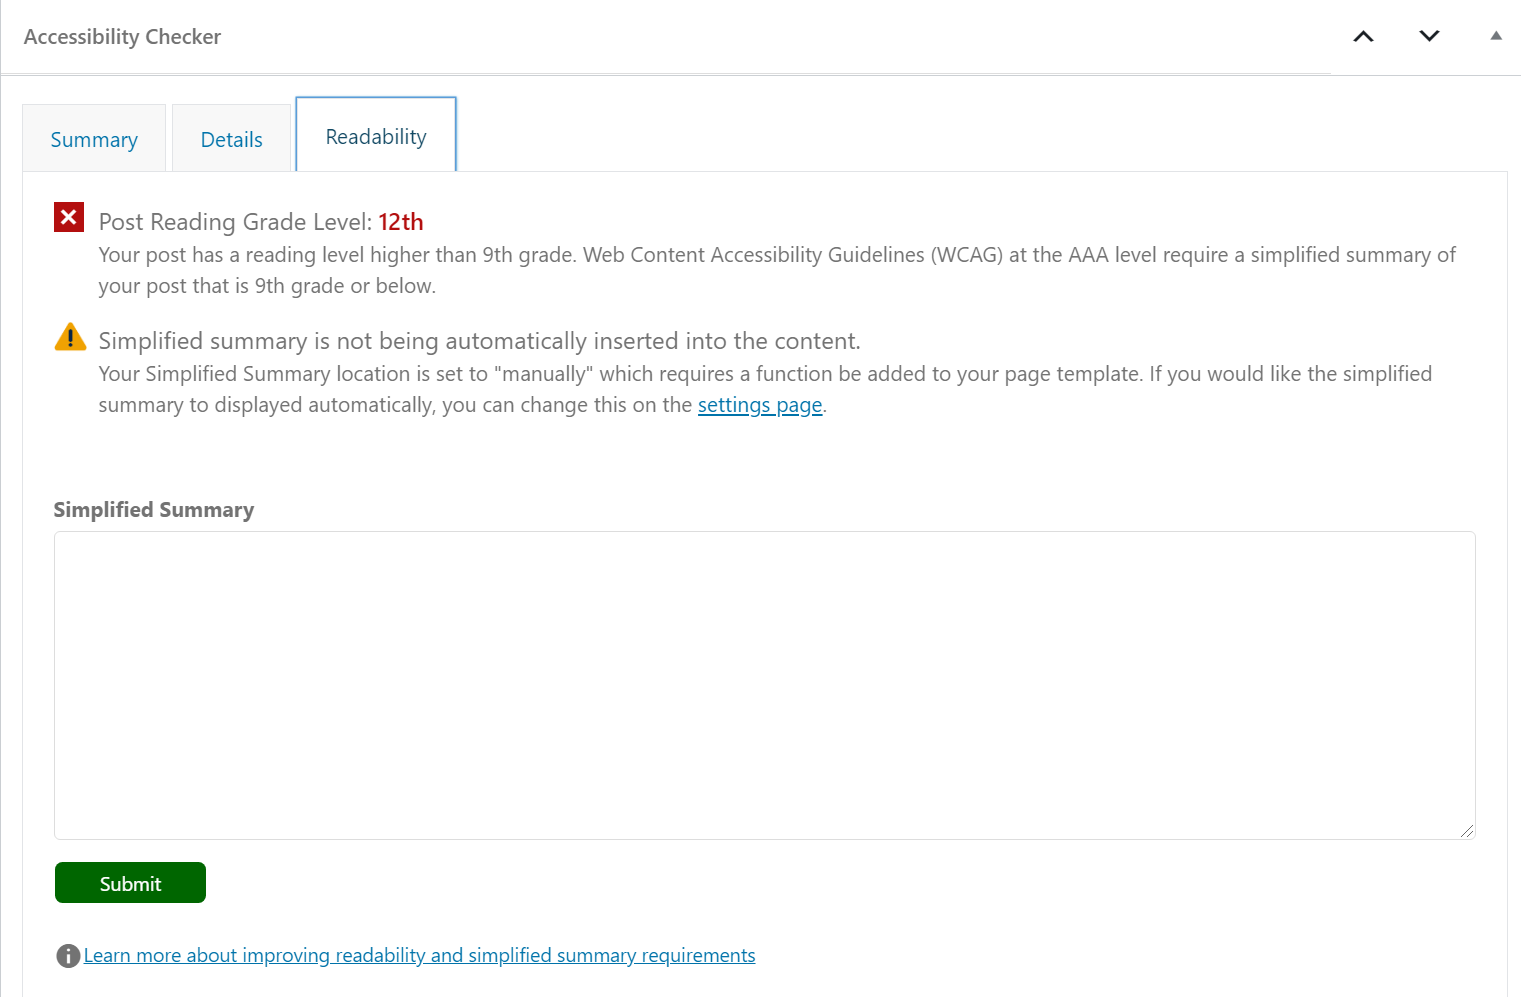 Accessibility Checker
Summary
Details
Readability
Post Reading Grade Level: 12th
Your post has a reading level higher than 9th grade. Web Content Accessibility Guidelines (WCAG) at the AAA level require a simplified summary of
your post that is 9th grade or below.
Simplified summary is not being automatically inserted into the content.
Your Simplified Summary location is set to "manually" which requires a function be added to your page template. If you would like the simplified
summary to displayed automatically, you can change this on the settings page.
Simplified Summary
Submit
Learn more about improving readability and simplified summary requirements